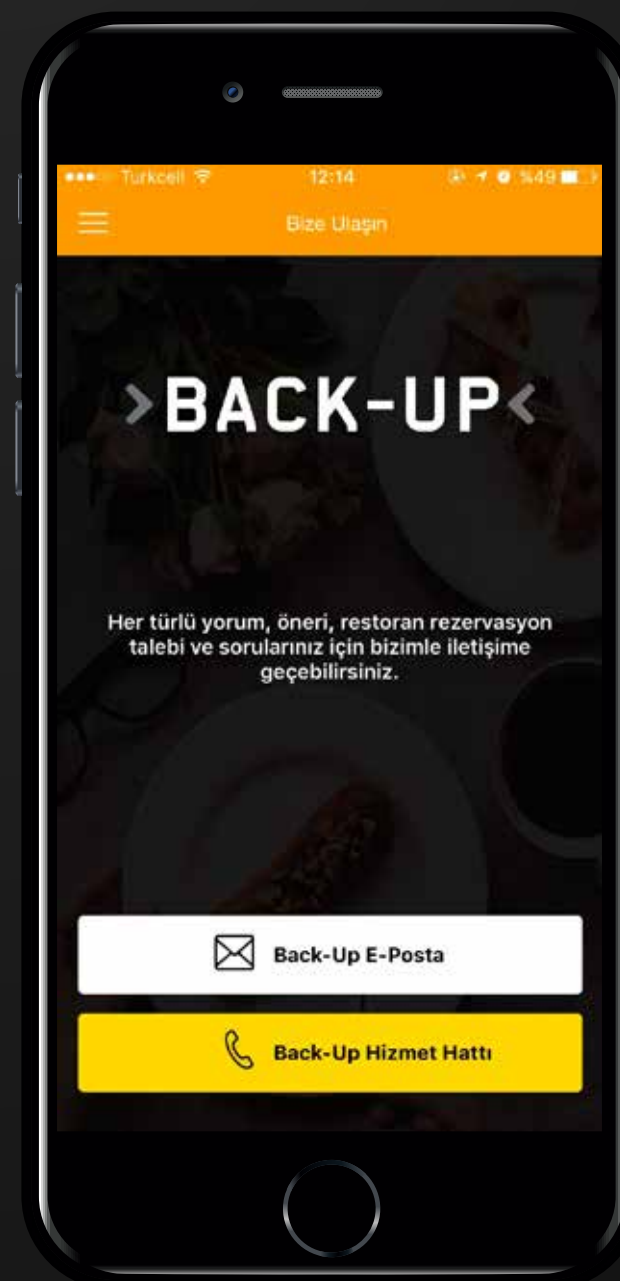 Turkcell 12:14 %49
Bize Ulaşın
>BACK-UP<
Her türlü yorum, öneri, restoran rezervasyon
talebi ve sorularınız için bizimle iletişime
geçebilirsiniz.
Back-Up E-Posta
Back-Up Hizmet Hattı